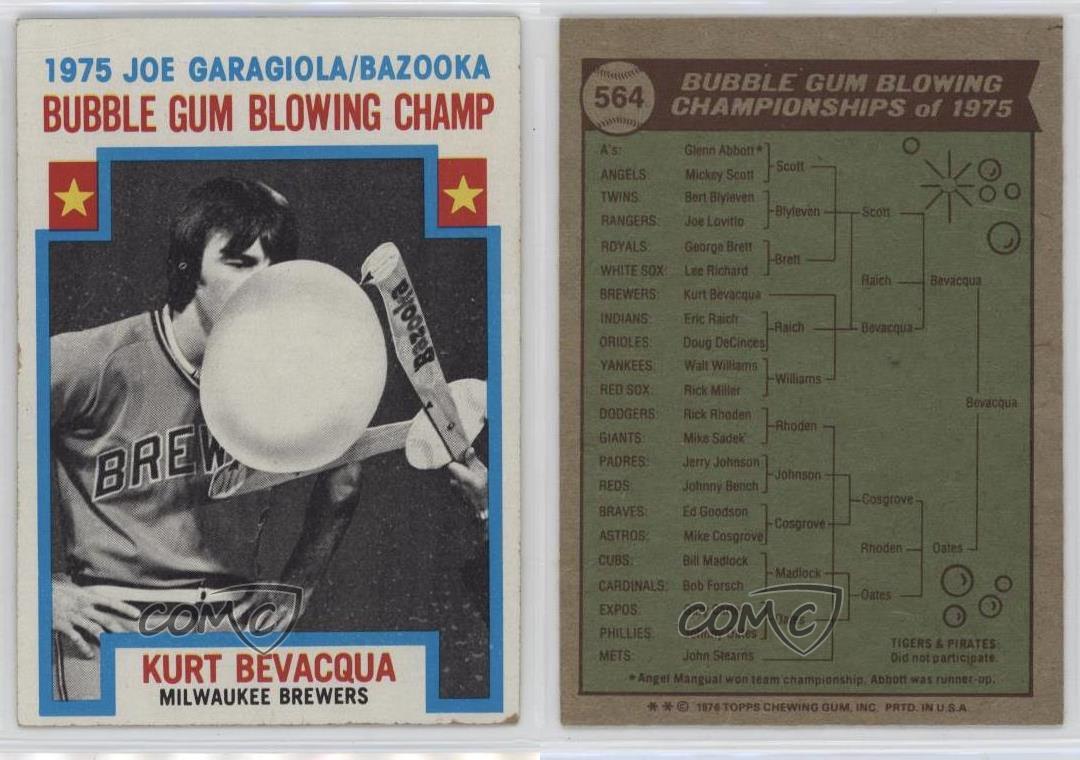 1975 JOE GARAGIOLA/BAZOOKA
BUBBLE GUM BLOWING CHAMP
Bazooka
BREW
KURT BEVACQUA
MILWAUKEE BREWERS
COMC
564
BUBBLE GUM BLOWING
CHAMPIONSHIPS of 1975
A's: Glenn Abbott*
Scott
ANGELS: Mickey Scott
TWINS: Bert Blyleven
Blyleven Scott
RANGERS: Joe Lovitto
ROYALS: George Brett
Brett
WHITE SOX: Lee Richard
Raich Bevacqua
BREWERS: Kurt Bevacqua
INDIANS: Eric Raich
Raich Bevacqua
ORIOLES: Doug DeCinces
YANKEES: Walt Williams
Williams
RED SOX: Rick Miller
Bevacqua
DODGERS: Rick Rhoden
Rhoden
GIANTS: Mike Sadek
PADRES: Jerry Johnson
Johnson
REDS: Johnny Bench
Cosgrove
BRAVES: Ed Goodson
Cosgrove
ASTROS: Mike Cosgrove
Rhoden Oates
CUBS: Bill Madlock
Madlock
CARDINALS: Bob Forsch
Oates
EXPOS:
PHILLIES:
TIGERS & PIRATES:
METS: John Stearns
Did not participate.
COMC
*Angel Mangual won team championship, Abbott was runner-up.
* * © 1976 TOPPS CHEWING GUM, INC. PRTD. IN U.S.A.